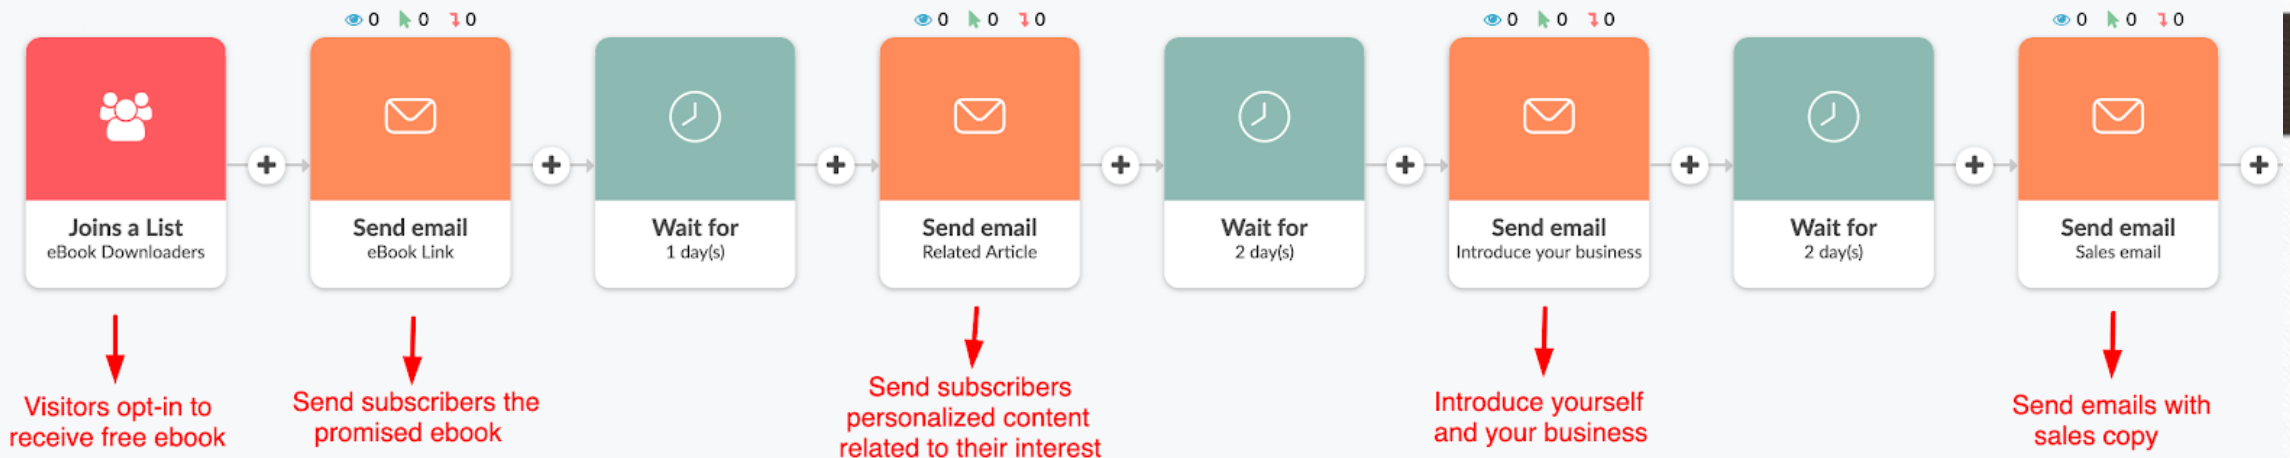 0 0 0
0 0 0
0 0 0
0 0 0
Joins a List
eBook Downloaders
Send email
eBook Link
Wait for
1 day(s)
Send email
Related Article
Wait for
2 day(s)
Send email
Introduce your business
Wait for
2 day(s)
Send email
Sales email
Visitors opt-in to
receive free ebook
Send subscribers the
promised ebook
Send subscribers
personalized content
related to their interest
Introduce yourself
and your business
Send emails with
sales copy